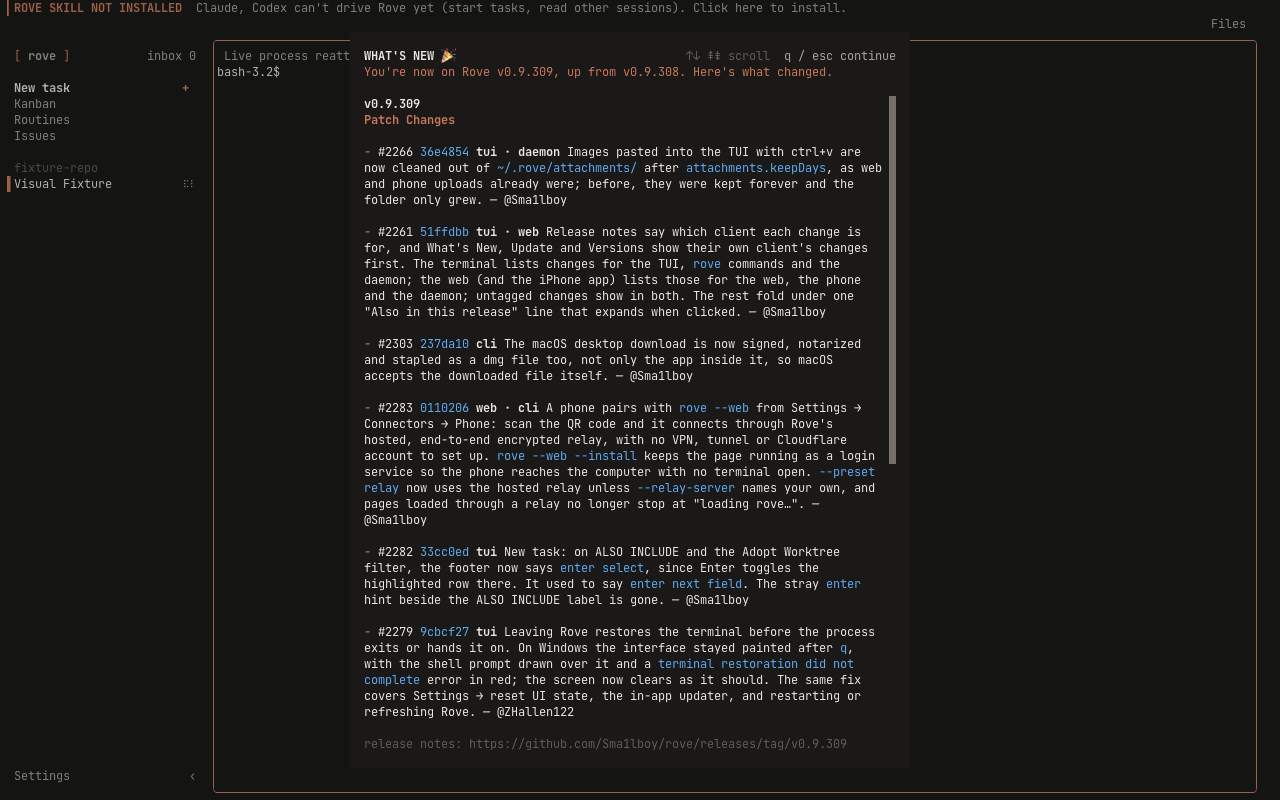 ROVE SKILL NOT INSTALLED  Claude, Codex can't drive Rove yet (start tasks, read other sessions). Click here to install.
Files
[ rove ]  inbox 0
New task +
Kanban
Routines
Issues
fixture-repo
Visual Fixture
Settings ‹
Live process reatt
bash-3.2$
WHAT'S NEW 🎉  ↑↓ ⇞⇟ scroll  q / esc continue
You're now on Rove v0.9.309, up from v0.9.308. Here's what changed.
v0.9.309
Patch Changes
- #2266 36e4854 tui · daemon Images pasted into the TUI with ctrl+v are
now cleaned out of ~/.rove/attachments/ after attachments.keepDays, as web
and phone uploads already were; before, they were kept forever and the
folder only grew. — @Sma1lboy
- #2261 51ffdbb tui · web Release notes say which client each change is
for, and What's New, Update and Versions show their own client's changes
first. The terminal lists changes for the TUI, rove commands and the
daemon; the web (and the iPhone app) lists those for the web, the phone
and the daemon; untagged changes show in both. The rest fold under one
"Also in this release" line that expands when clicked. — @Sma1lboy
- #2303 237da10 cli The macOS desktop download is now signed, notarized
and stapled as a dmg file too, not only the app inside it, so macOS
accepts the downloaded file itself. — @Sma1lboy
- #2283 0110206 web · cli A phone pairs with rove --web from Settings →
Connectors → Phone: scan the QR code and it connects through Rove's
hosted, end-to-end encrypted relay, with no VPN, tunnel or Cloudflare
account to set up. rove --web --install keeps the page running as a login
service so the phone reaches the computer with no terminal open. --preset
relay now uses the hosted relay unless --relay-server names your own, and
pages loaded through a relay no longer stop at "loading rove…". —
@Sma1lboy
- #2282 33cc0ed tui New task: on ALSO INCLUDE and the Adopt Worktree
filter, the footer now says enter select, since Enter toggles the
highlighted row there. It used to say enter next field. The stray enter
hint beside the ALSO INCLUDE label is gone. — @Sma1lboy
- #2279 9cbcf27 tui Leaving Rove restores the terminal before the process
exits or hands it on. On Windows the interface stayed painted after q,
with the shell prompt drawn over it and a terminal restoration did not
complete error in red; the screen now clears as it should. The same fix
covers Settings → reset UI state, the in-app updater, and restarting or
refreshing Rove. — @ZHallen122
release notes: https://github.com/Sma1lboy/rove/releases/tag/v0.9.309